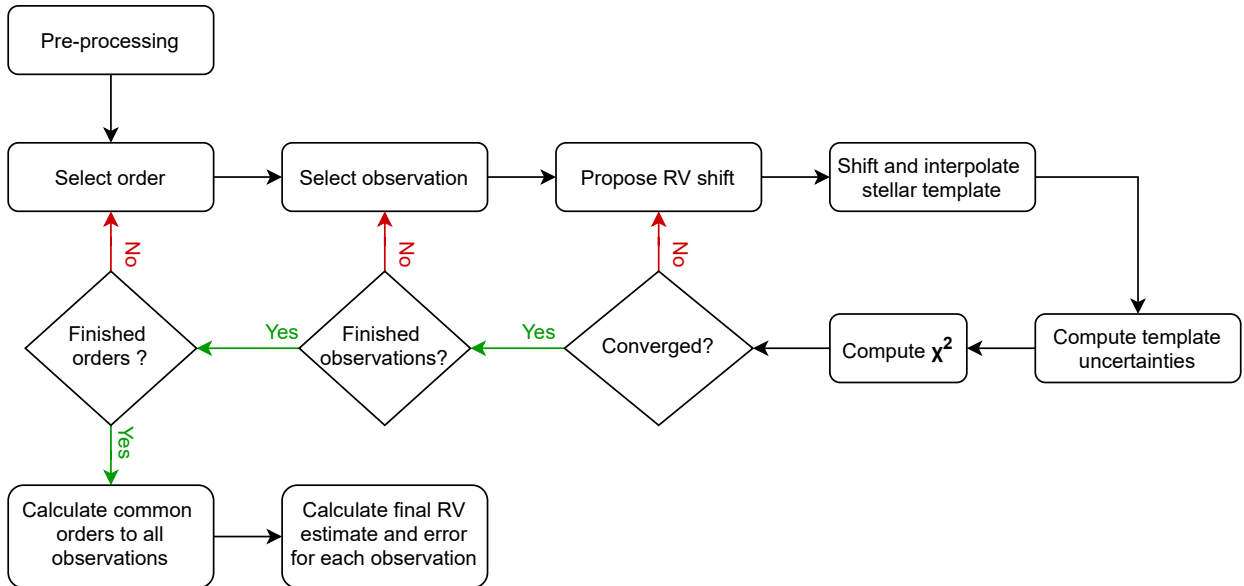 Pre-processing
Select order
Select observation
Propose RV shift
Shift and interpolate
stellar template
No
No
No
Finished
orders ?
Yes
Finished
observations?
Yes
Converged?
Compute χ²
Compute template
uncertainties
Yes
Calculate common
orders to all
observations
Calculate final RV
estimate and error
for each observation